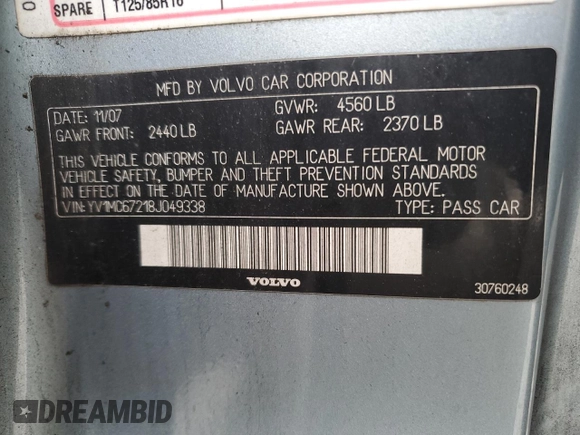 SPARE T125/85R16
MFD BY VOLVO CAR CORPORATION
DATE: 11/07 GVWR: 4560 LB
GAWR FRONT: 2440 LB GAWR REAR: 2370 LB
THIS VEHICLE CONFORMS TO ALL APPLICABLE FEDERAL MOTOR
VEHICLE SAFETY, BUMPER AND THEFT PREVENTION STANDARDS
IN EFFECT ON THE DATE OF MANUFACTURE SHOWN ABOVE.
VIN:YV1MC67218J049338 TYPE: PASS CAR
VOLVO
30760248
DREAMBID